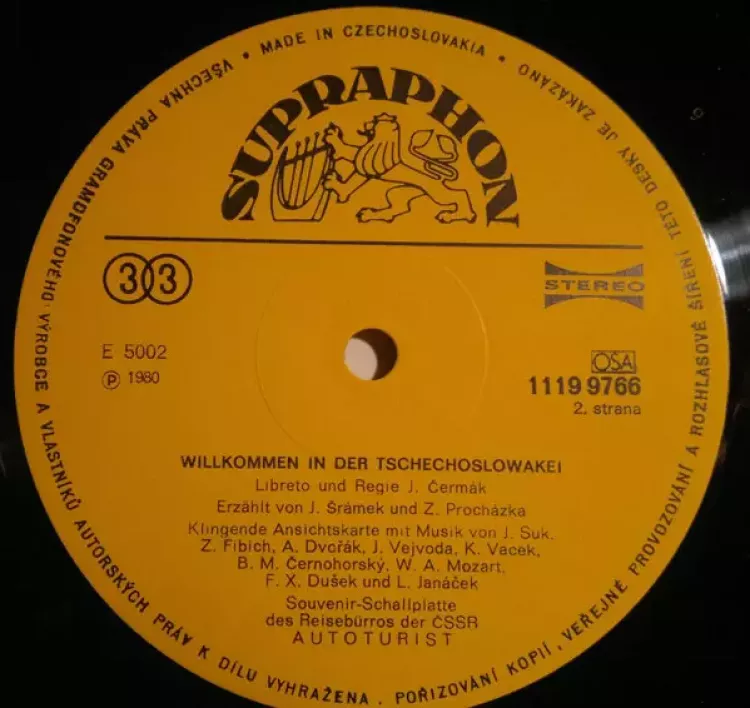 VŠECHNA PRÁVA GRAMOFONOVÉHO VÝROBCE A VLASTNÍKŮ AUTORSKÝCH PRÁV K DÍLU VYHRAŽENA. POŘIZOVÁNÍ KOPIÍ, VEŘEJNÉ PROVOZOVÁNÍ A ROZHLASOVÉ ŠÍŘENÍ TÉTO DESKY JE ZAKÁZÁNO • MADE IN CZECHOSLOVAKIA •
SUPRAPHON
33
STEREO
E 5002
℗ 1980
OSA
1119 9766
2. strana
WILLKOMMEN IN DER TSCHECHOSLOWAKEI
Libreto und Regie J. Čermák
Erzählt von J. Šrámek und Z. Procházka
Klingende Ansichtskarte mit Musik von J. Suk,
Z. Fibich, A. Dvořák, J. Vejvoda, K. Vacek,
B. M. Černohorský, W. A. Mozart,
F. X. Dušek und L. Janáček
Souvenir-Schallplatte
des Reisebürros der ČSSR
AUTOTURIST